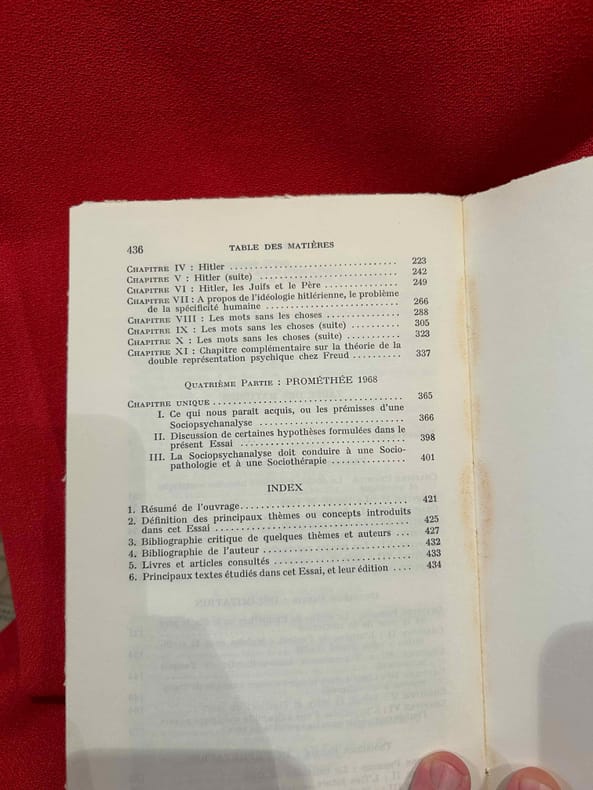 436 TABLE DES MATIÈRES
CHAPITRE IV : Hitler ................................. 223
CHAPITRE V : Hitler (suite) ........................... 242
CHAPITRE VI : Hitler, les Juifs et le Père ............... 249
CHAPITRE VII : A propos de l'idéologie hitlérienne, le problème
de la spécificité humaine ........................... 266
CHAPITRE VIII : Les mots sans les choses ............... 288
CHAPITRE IX : Les mots sans les choses (suite) .......... 305
CHAPITRE X : Les mots sans les choses (suite) .......... 323
CHAPITRE XI : Chapitre complémentaire sur la théorie de la
double représentation psychique chez Freud .......... 337
QUATRIÈME PARTIE : PROMÉTHÉE 1968
CHAPITRE UNIQUE ................................... 365
I. Ce qui nous paraît acquis, ou les prémisses d'une
Sociopsychanalyse ............................ 366
II. Discussion de certaines hypothèses formulées dans le
présent Essai ................................ 398
III. La Sociopsychanalyse doit conduire à une Socio-
pathologie et à une Sociothérapie ............... 401
INDEX
1. Résumé de l'ouvrage................................ 421
2. Définition des principaux thèmes ou concepts introduits
dans cet Essai .................................... 425
3. Bibliographie critique de quelques thèmes et auteurs ... 427
4. Bibliographie de l'auteur ........................... 432
5. Livres et articles consultés .......................... 433
6. Principaux textes étudiés dans cet Essai, et leur édition .... 434